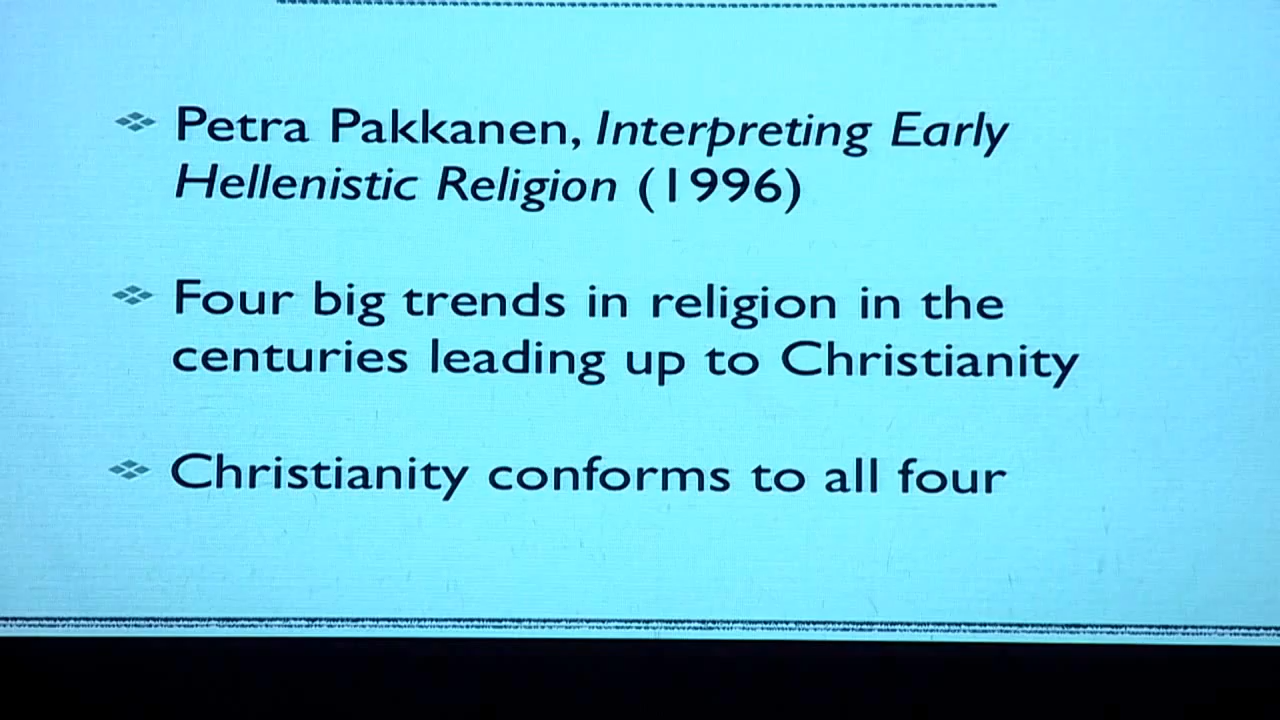 Petra Pakkanen, Interpreting Early
Hellenistic Religion (1996)
Four big trends in religion in the
centuries leading up to Christianity
Christianity conforms to all four